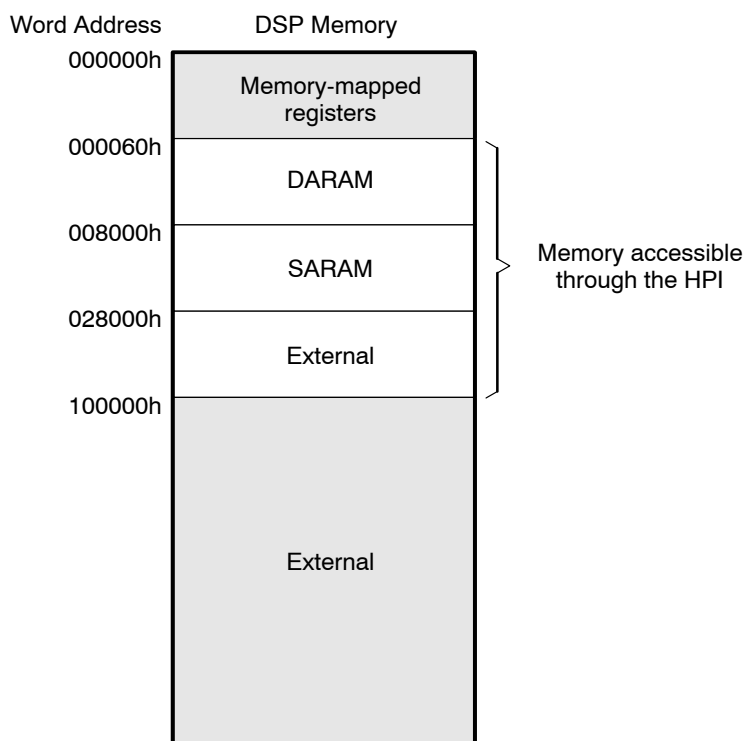 Word Address
DSP Memory
000000h
Memory-mapped
registers
000060h
DARAM
008000h
SARAM
Memory accessible
through the HPI
028000h
External
100000h
External